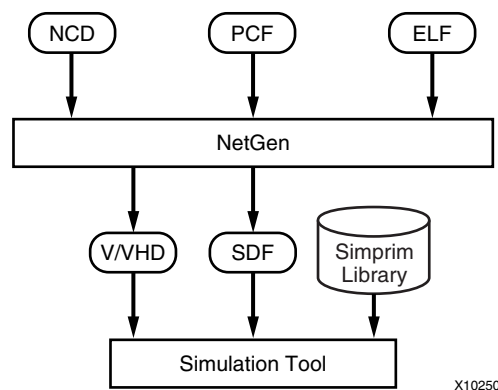 NCD
PCF
ELF
NetGen
V/VHD
SDF
Simprim
Library
Simulation Tool
X10250